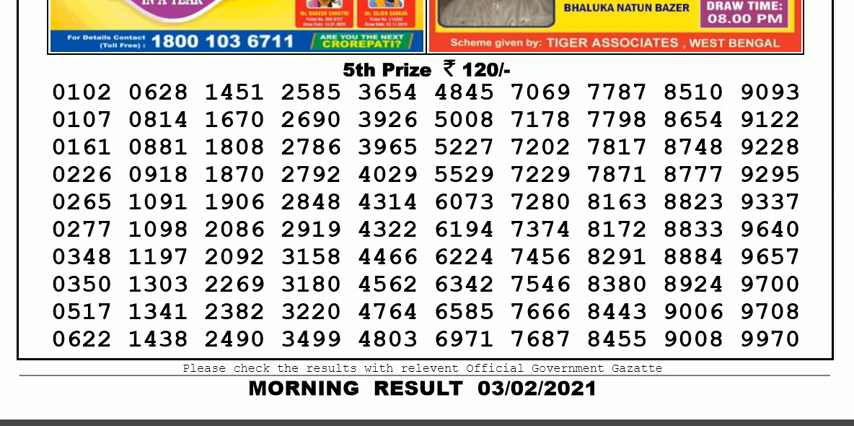 IN A YEAR
For Details Contact
(Toll Free) : 1800 103 6711
ARE YOU THE NEXT
CROREPATI?
BHALUKA NATUN BAZER
DRAW TIME:
08.00 PM
Scheme given by: TIGER ASSOCIATES , WEST BENGAL
5th Prize ₹ 120/-
0102 0628 1451 2585 3654 4845 7069 7787 8510 9093
0107 0814 1670 2690 3926 5008 7178 7798 8654 9122
0161 0881 1808 2786 3965 5227 7202 7817 8748 9228
0226 0918 1870 2792 4029 5529 7229 7871 8777 9295
0265 1091 1906 2848 4314 6073 7280 8163 8823 9337
0277 1098 2086 2919 4322 6194 7374 8172 8833 9640
0348 1197 2092 3158 4466 6224 7456 8291 8884 9657
0350 1303 2269 3180 4562 6342 7546 8380 8924 9700
0517 1341 2382 3220 4764 6585 7666 8443 9006 9708
0622 1438 2490 3499 4803 6971 7687 8455 9008 9970
Please check the results with relevent Official Government Gazatte
MORNING RESULT 03/02/2021